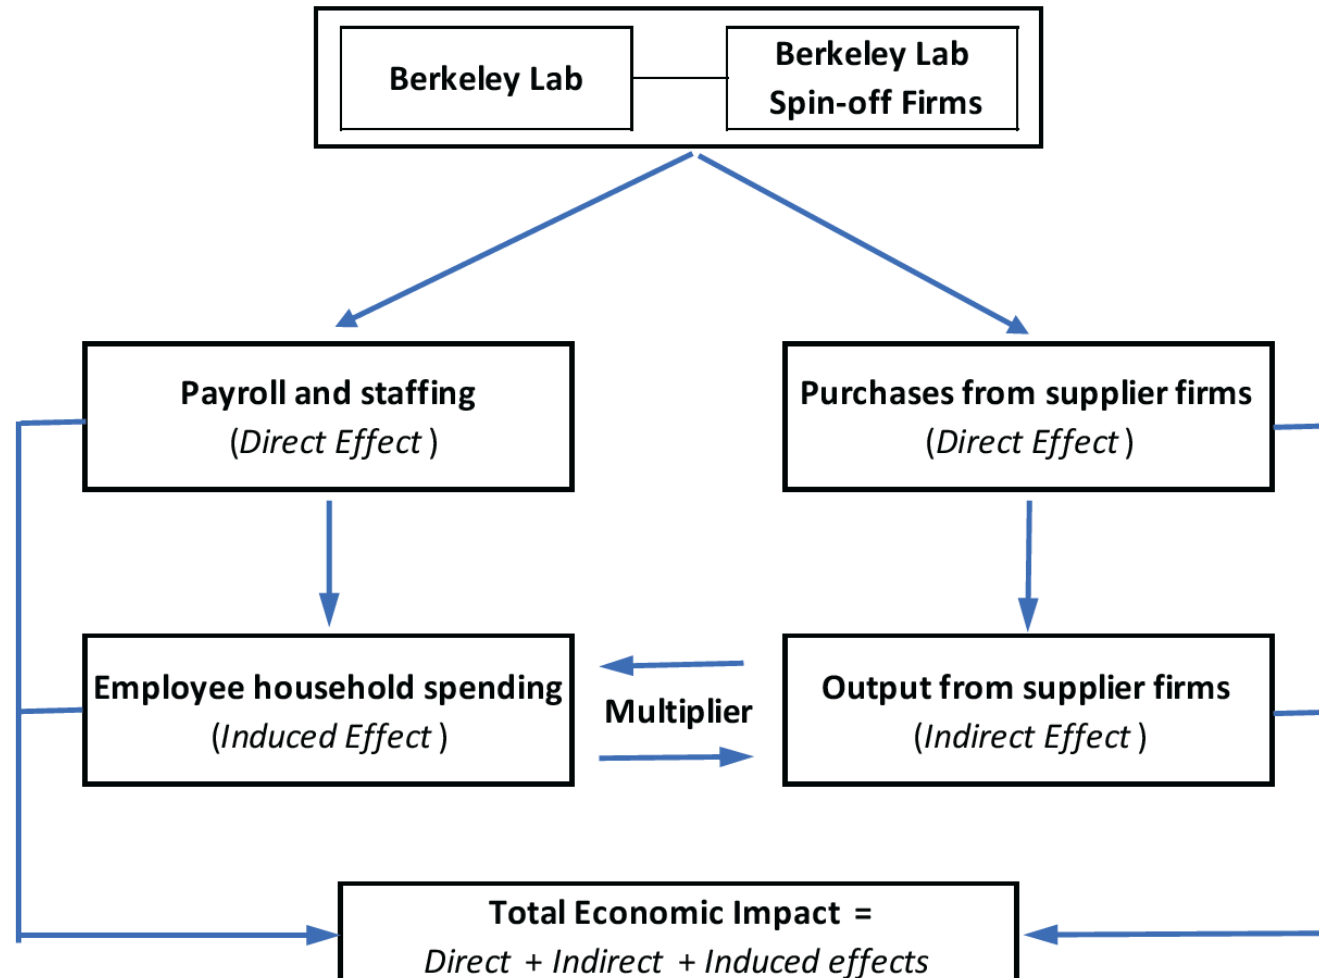 Berkeley Lab
Berkeley Lab
Spin-off Firms
Payroll and staffing
(Direct Effect )
Purchases from supplier firms
(Direct Effect )
Employee household spending
(Induced Effect )
Multiplier
Output from supplier firms
(Indirect Effect )
Total Economic Impact =
Direct + Indirect + Induced effects